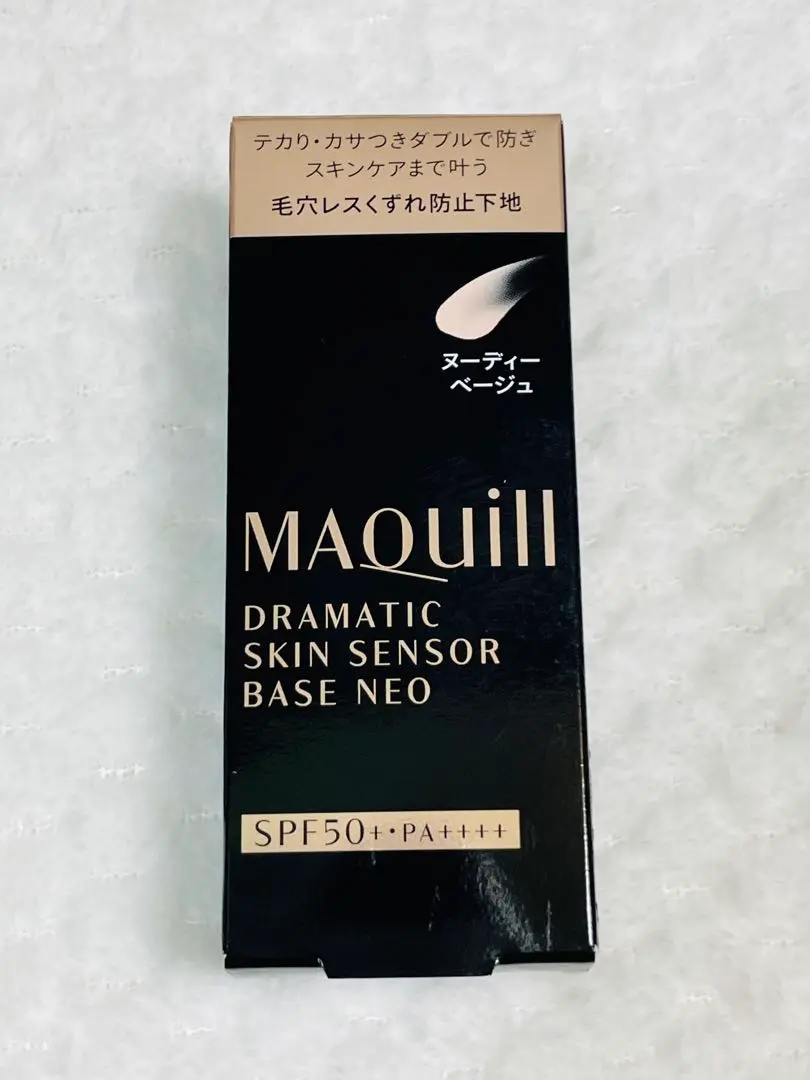 テカり・カサつきダブルで防ぎ
スキンケアまで叶う
毛穴レスくずれ防止下地
ヌーディー
ベージュ
MAQuill
DRAMATIC
SKIN SENSOR
BASE NEO
SPF50+・PA++++